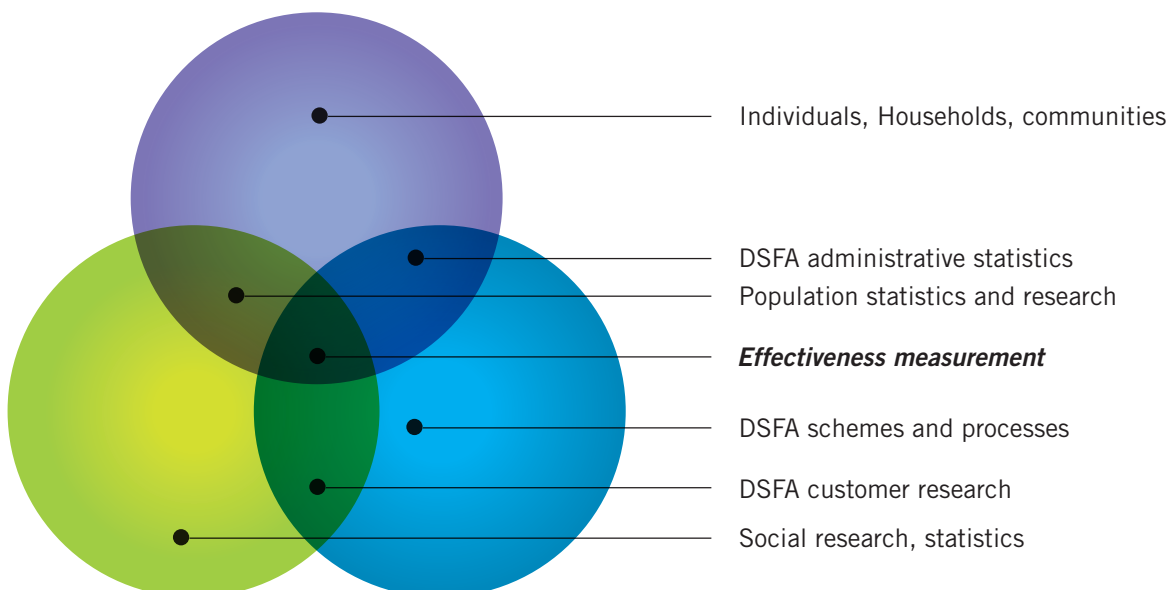 Individuals, Households, communities
DSFA administrative statistics
Population statistics and research
Effectiveness measurement
DSFA schemes and processes
DSFA customer research
Social research, statistics